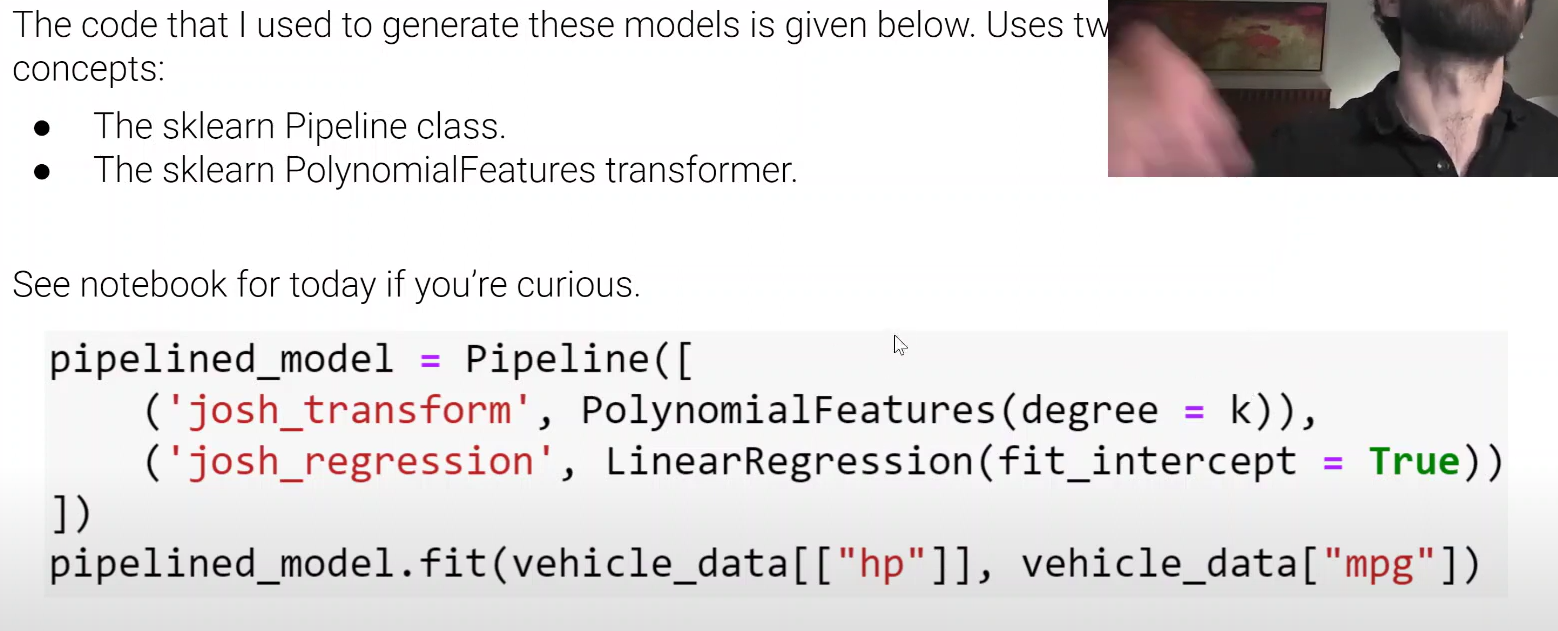 The code that I used to generate these models is given below. Uses
concepts:
● The sklearn Pipeline class.
● The sklearn PolynomialFeatures transformer.
See notebook for today if you’re curious.
pipelined_model = Pipeline([
    ('josh_transform', PolynomialFeatures(degree = k)),
    ('josh_regression', LinearRegression(fit_intercept = True))
])
pipelined_model.fit(vehicle_data[["hp"]], vehicle_data["mpg"])